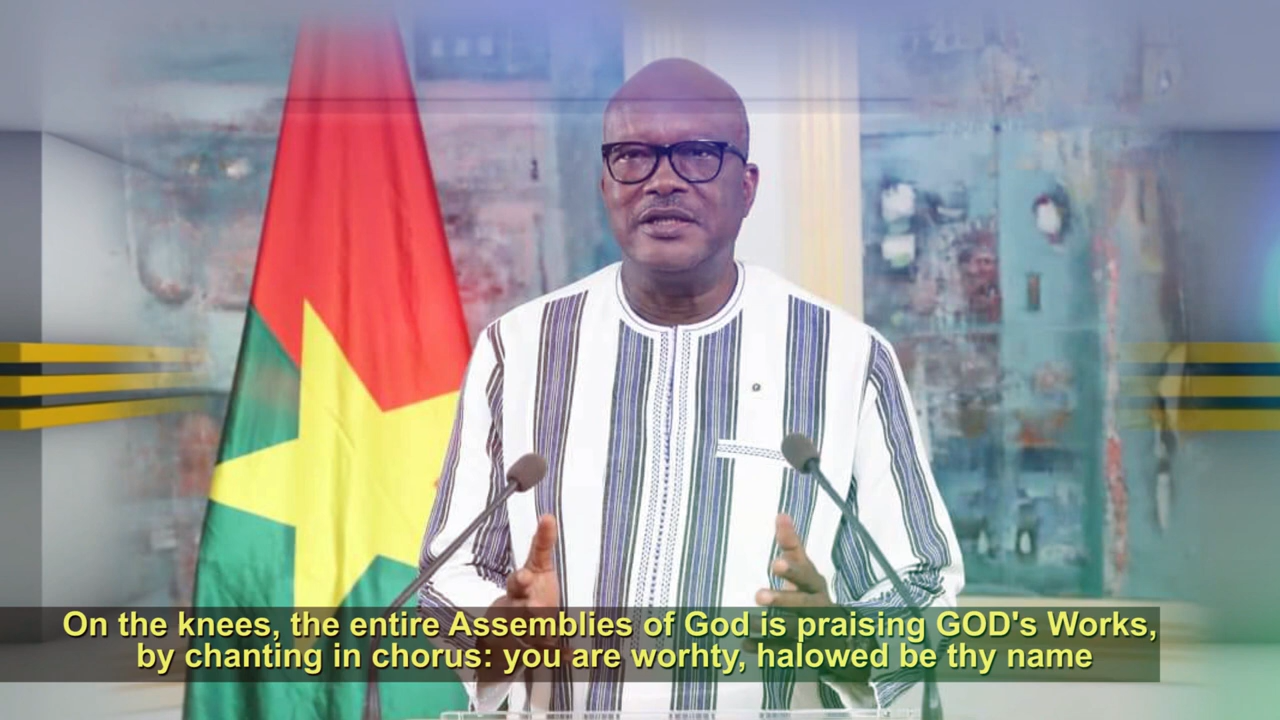 On the knees, the entire Assemblies of God is praising GOD's Works,
by chanting in chorus: you are worhty, halowed be thy name